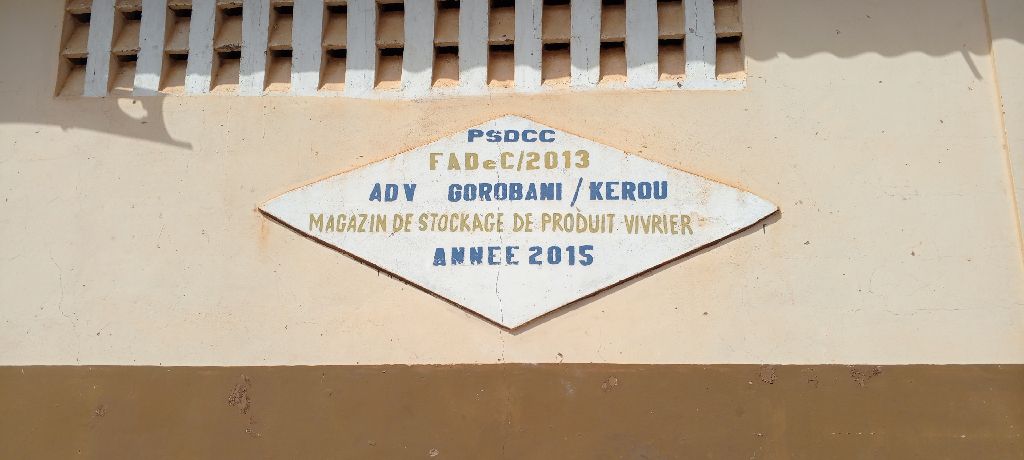 PSDCC
FADeC/2013
ADV GOROBANI/KEROU
MAGAZIN DE STOCKAGE DE PRODUIT VIVRIER
ANNEE 2015